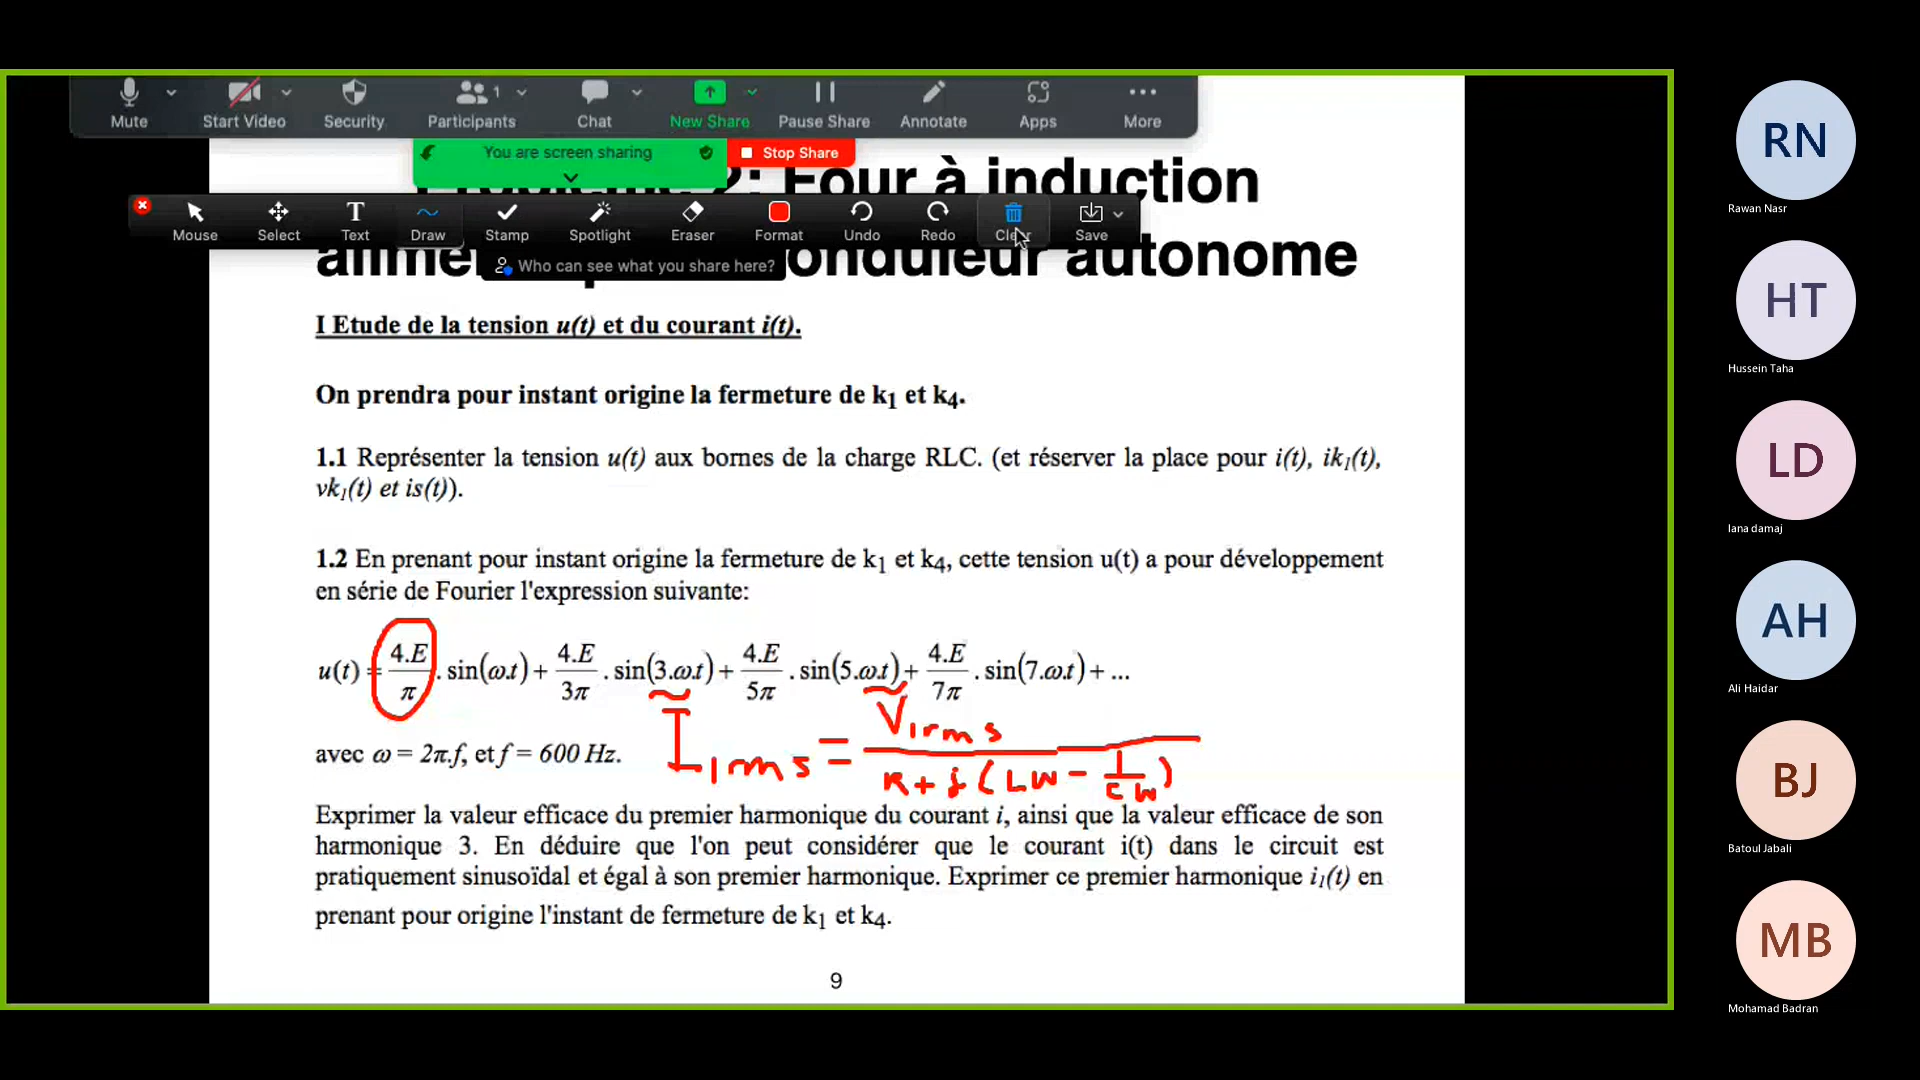 Mute
Start Video
Security
Participants
1
Chat
New Share
Pause Share
Annotate
Apps
More
You are screen sharing
Stop Share
2: Four à induction
Mouse
Select
Text
Draw
Stamp
Spotlight
Eraser
Format
Undo
Redo
Clear
Save
Who can see what you share here?
onduleur autonome
I Etude de la tension u(t) et du courant i(t).
On prendra pour instant origine la fermeture de k1 et k4.
1.1 Représenter la tension u(t) aux bornes de la charge RLC. (et réserver la place pour i(t), ik1(t),
vk1(t) et is(t)).
1.2 En prenant pour instant origine la fermeture de k1 et k4, cette tension u(t) a pour développement
en série de Fourier l'expression suivante:
u(t) = 4.E/π . sin(ω.t) + 4.E/3π . sin(3.ω.t) + 4.E/5π . sin(5.ω.t) + 4.E/7π . sin(7.ω.t) + ...
I1rms = V1rms / R + j(Lw - 1/Cw)
avec ω = 2π.f, et f = 600 Hz.
Exprimer la valeur efficace du premier harmonique du courant i, ainsi que la valeur efficace de son
harmonique 3. En déduire que l'on peut considérer que le courant i(t) dans le circuit est
pratiquement sinusoïdal et égal à son premier harmonique. Exprimer ce premier harmonique i1(t) en
prenant pour origine l'instant de fermeture de k1 et k4.
9
RN
Rawan Nasr
HT
Hussein Taha
LD
lana damaj
AH
Ali Haidar
BJ
Batoul Jabali
MB
Mohamad Badran